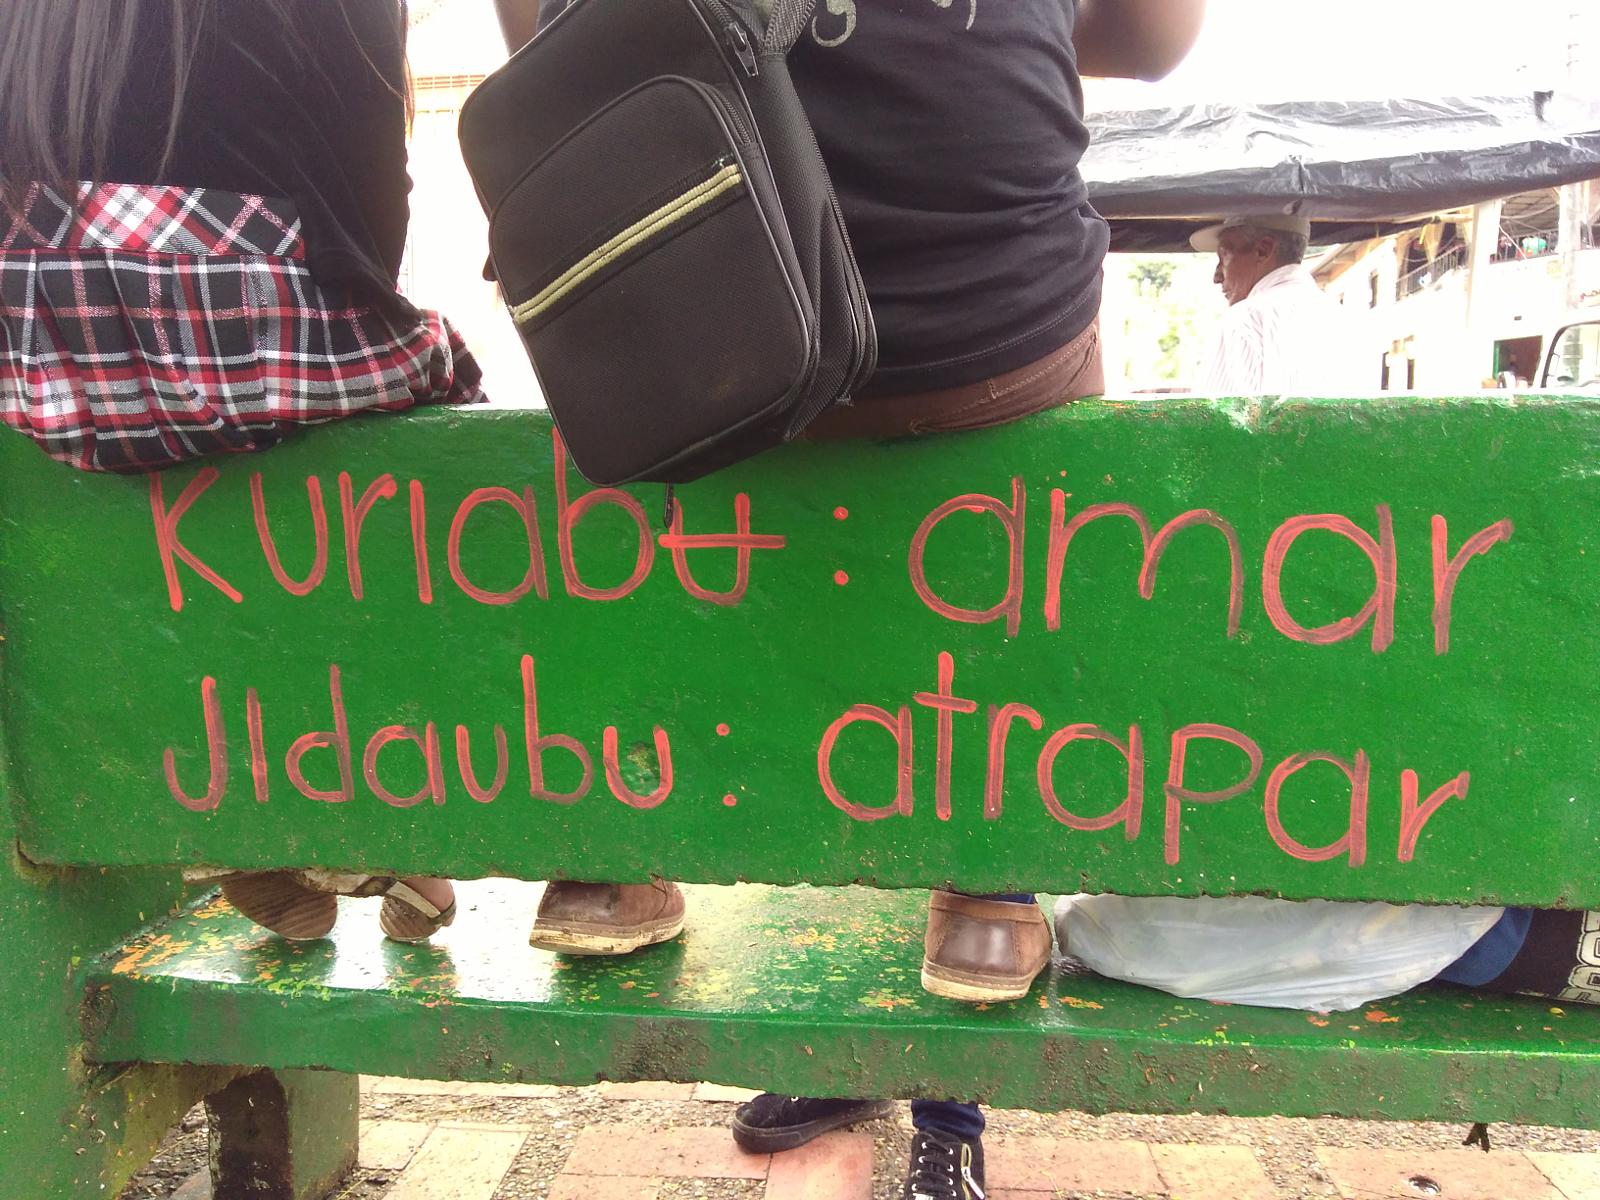 Kuriabʉ : amar
Jidaubu : atrapar